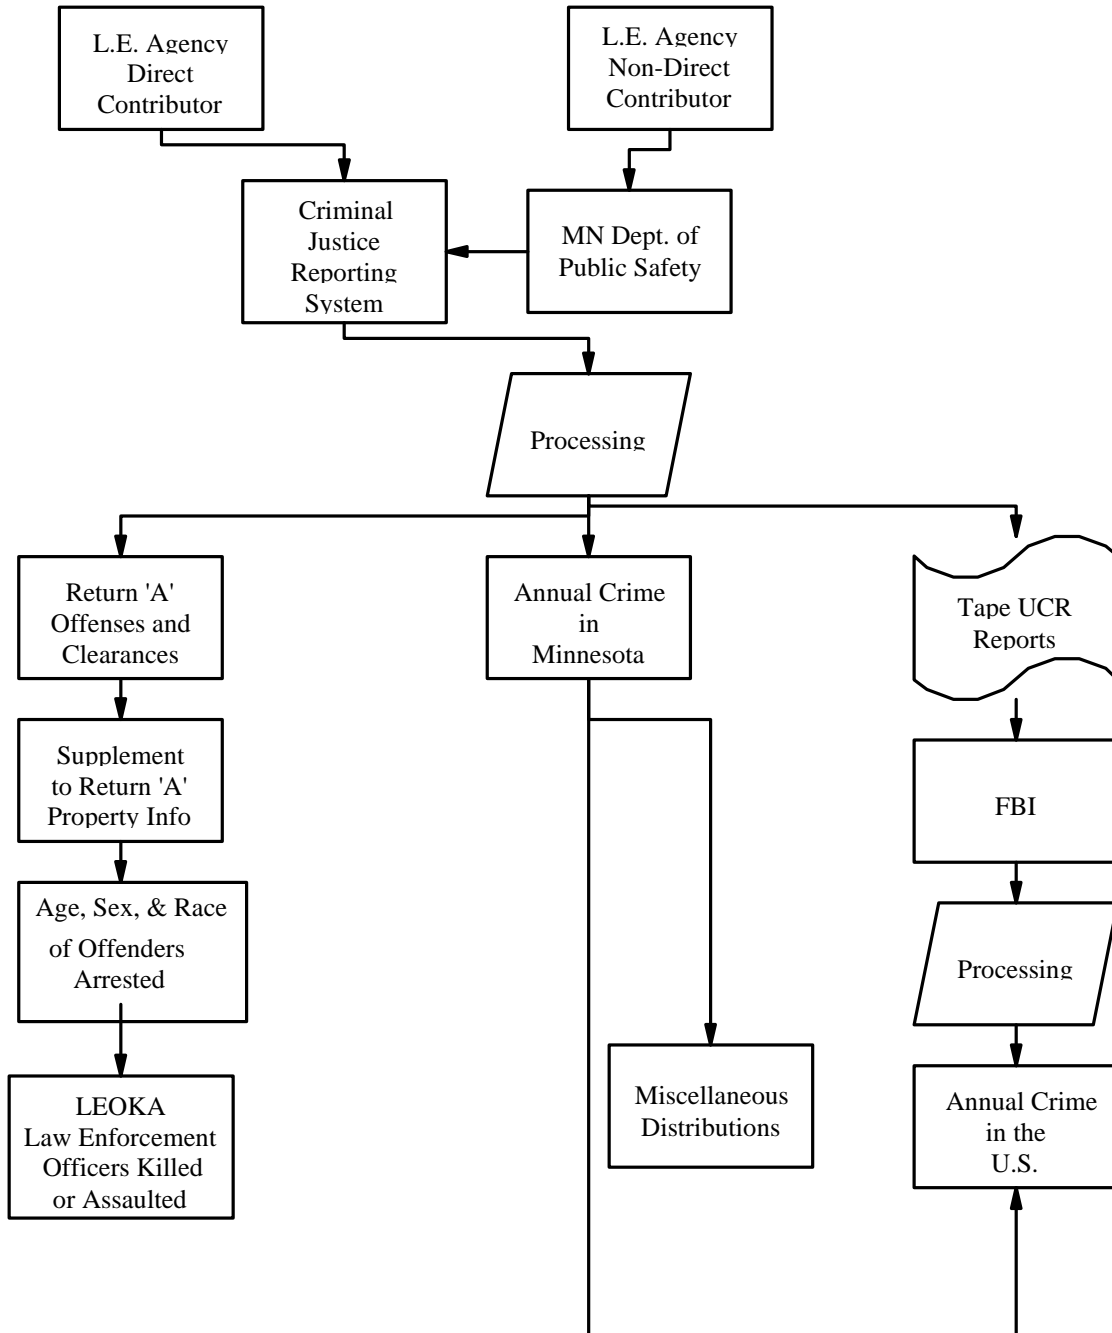 L.E. Agency
Direct
Contributor
L.E. Agency
Non-Direct
Contributor
Criminal
Justice
Reporting
System
MN Dept. of
Public Safety
Processing
Return 'A'
Offenses and
Clearances
Annual Crime
in
Minnesota
Tape UCR
Reports
Supplement
to Return 'A'
Property Info
FBI
Age, Sex, & Race
of Offenders
Arrested
Processing
LEOKA
Law Enforcement
Officers Killed
or Assaulted
Miscellaneous
Distributions
Annual Crime
in the
U.S.